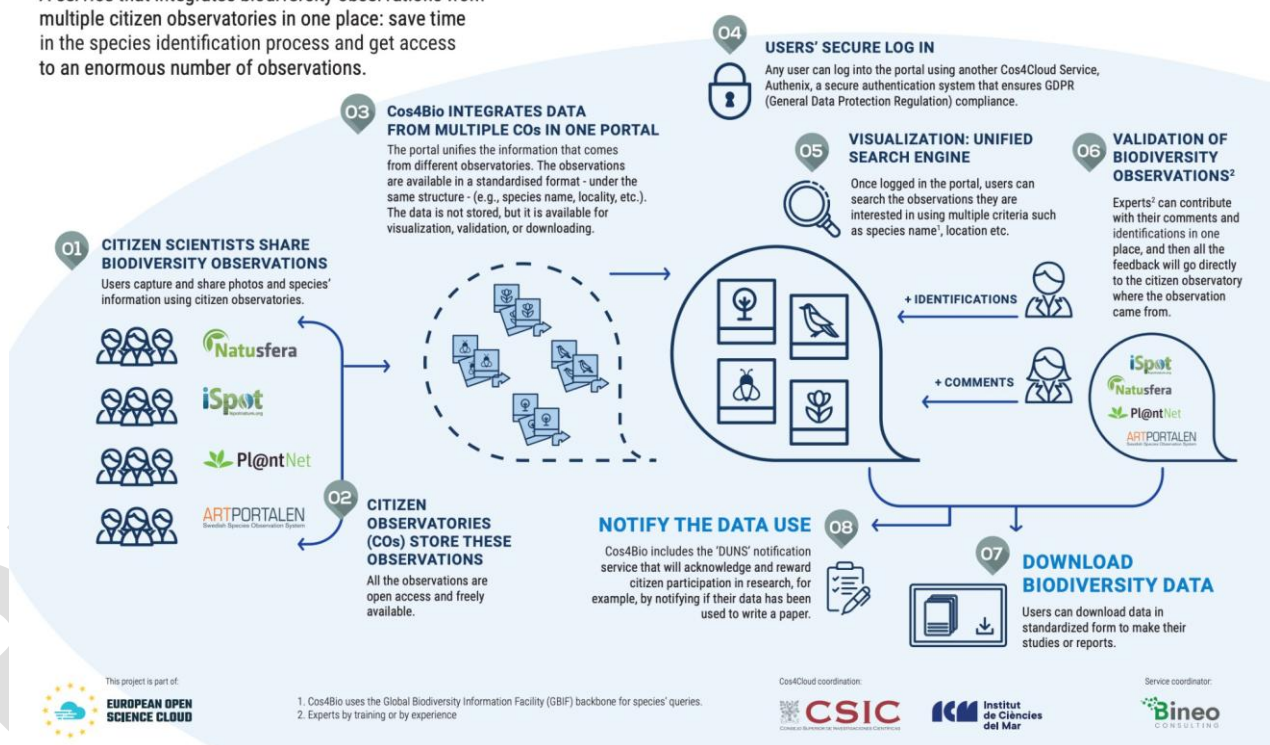 multiple citizen observatories in one place: save time
in the species identification process and get access
to an enormous number of observations.
01
CITIZEN SCIENTISTS SHARE
BIODIVERSITY OBSERVATIONS
Users capture and share photos and species'
information using citizen observatories.
Natusfera
iSpot
ispotnature.org
Pl@ntNet
ARTPORTALEN
Swedish Species Observation System
02
CITIZEN
OBSERVATORIES
(COs) STORE THESE
OBSERVATIONS
All the observations are
open access and freely
available.
03
Cos4Bio INTEGRATES DATA
FROM MULTIPLE COs IN ONE PORTAL
The portal unifies the information that comes
from different observatories. The observations
are available in a standardised format - under the
same structure - (e.g., species name, locality, etc.).
The data is not stored, but it is available for
visualization, validation, or downloading.
04
USERS' SECURE LOG IN
Any user can log into the portal using another Cos4Cloud Service,
Authenix, a secure authentication system that ensures GDPR
(General Data Protection Regulation) compliance.
05
VISUALIZATION: UNIFIED
SEARCH ENGINE
Once logged in the portal, users can
search the observations they are
interested in using multiple criteria such
as species name¹, location etc.
06
VALIDATION OF
BIODIVERSITY
OBSERVATIONS²
Experts² can contribute
with their comments and
identifications in one
place, and then all the
feedback will go directly
to the citizen observatory
where the observation
came from.
+ IDENTIFICATIONS
+ COMMENTS
iSpot
Natusfera
Pl@ntNet
ARTPORTALEN
07
DOWNLOAD
BIODIVERSITY DATA
Users can download data in
standardized form to make their
studies or reports.
NOTIFY THE DATA USE
08
Cos4Bio includes the 'DUNS' notification
service that will acknowledge and reward
citizen participation in research, for
example, by notifying if their data has been
used to write a paper.
This project is part of:
EUROPEAN OPEN
SCIENCE CLOUD
1. Cos4Bio uses the Global Biodiversity Information Facility (GBIF) backbone for species' queries.
2. Experts by training or by experience
Cos4Cloud coordination:
CSIC
CONSEJO SUPERIOR DE INVESTIGACIONES CIENTÍFICAS
ICM
Institut
de Ciències
del Mar
Service coordinator:
Bineo
CONSULTING